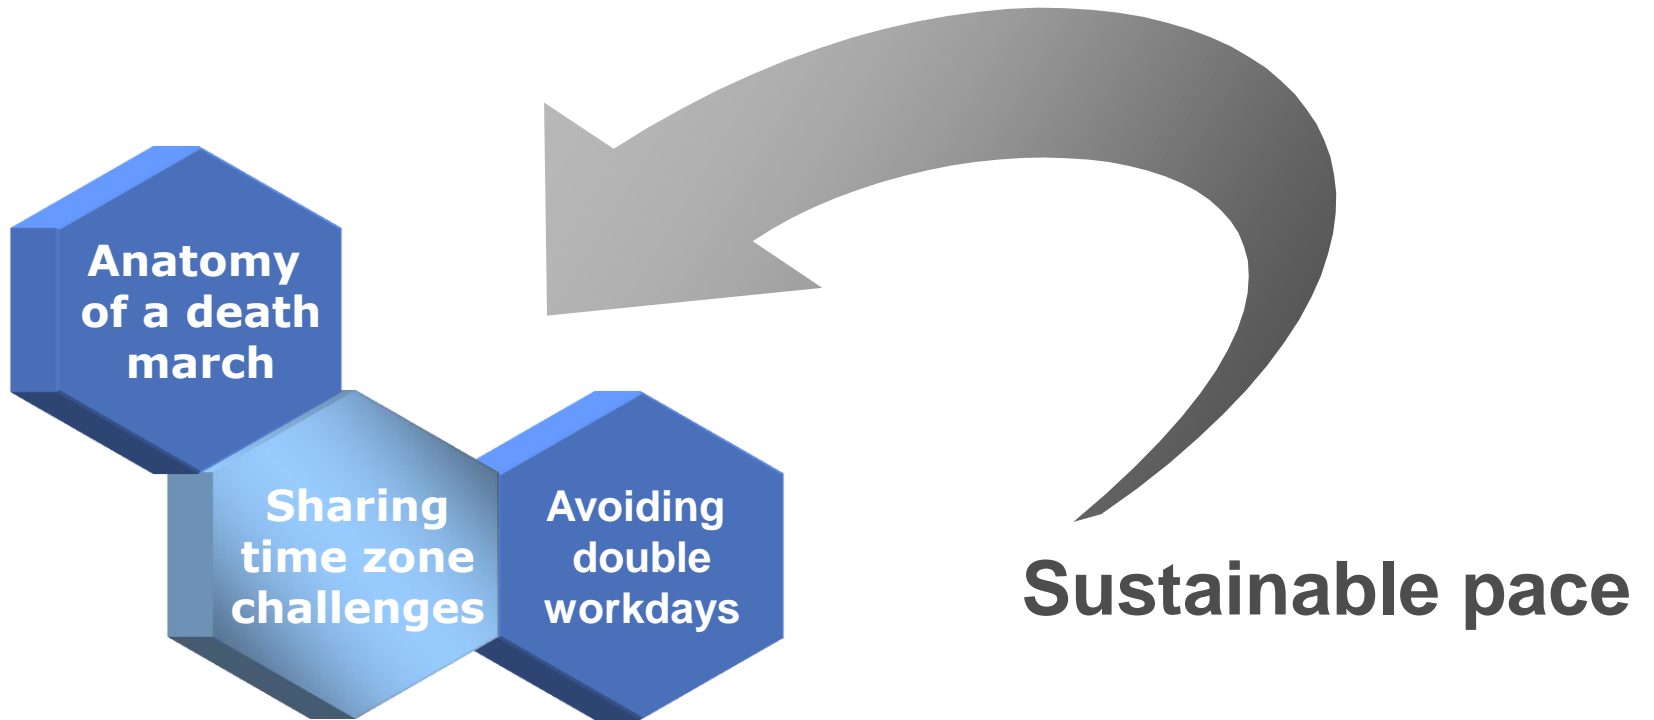 Anatomy
of a death
march
Sharing
time zone
challenges
Avoiding
double
workdays
Sustainable pace